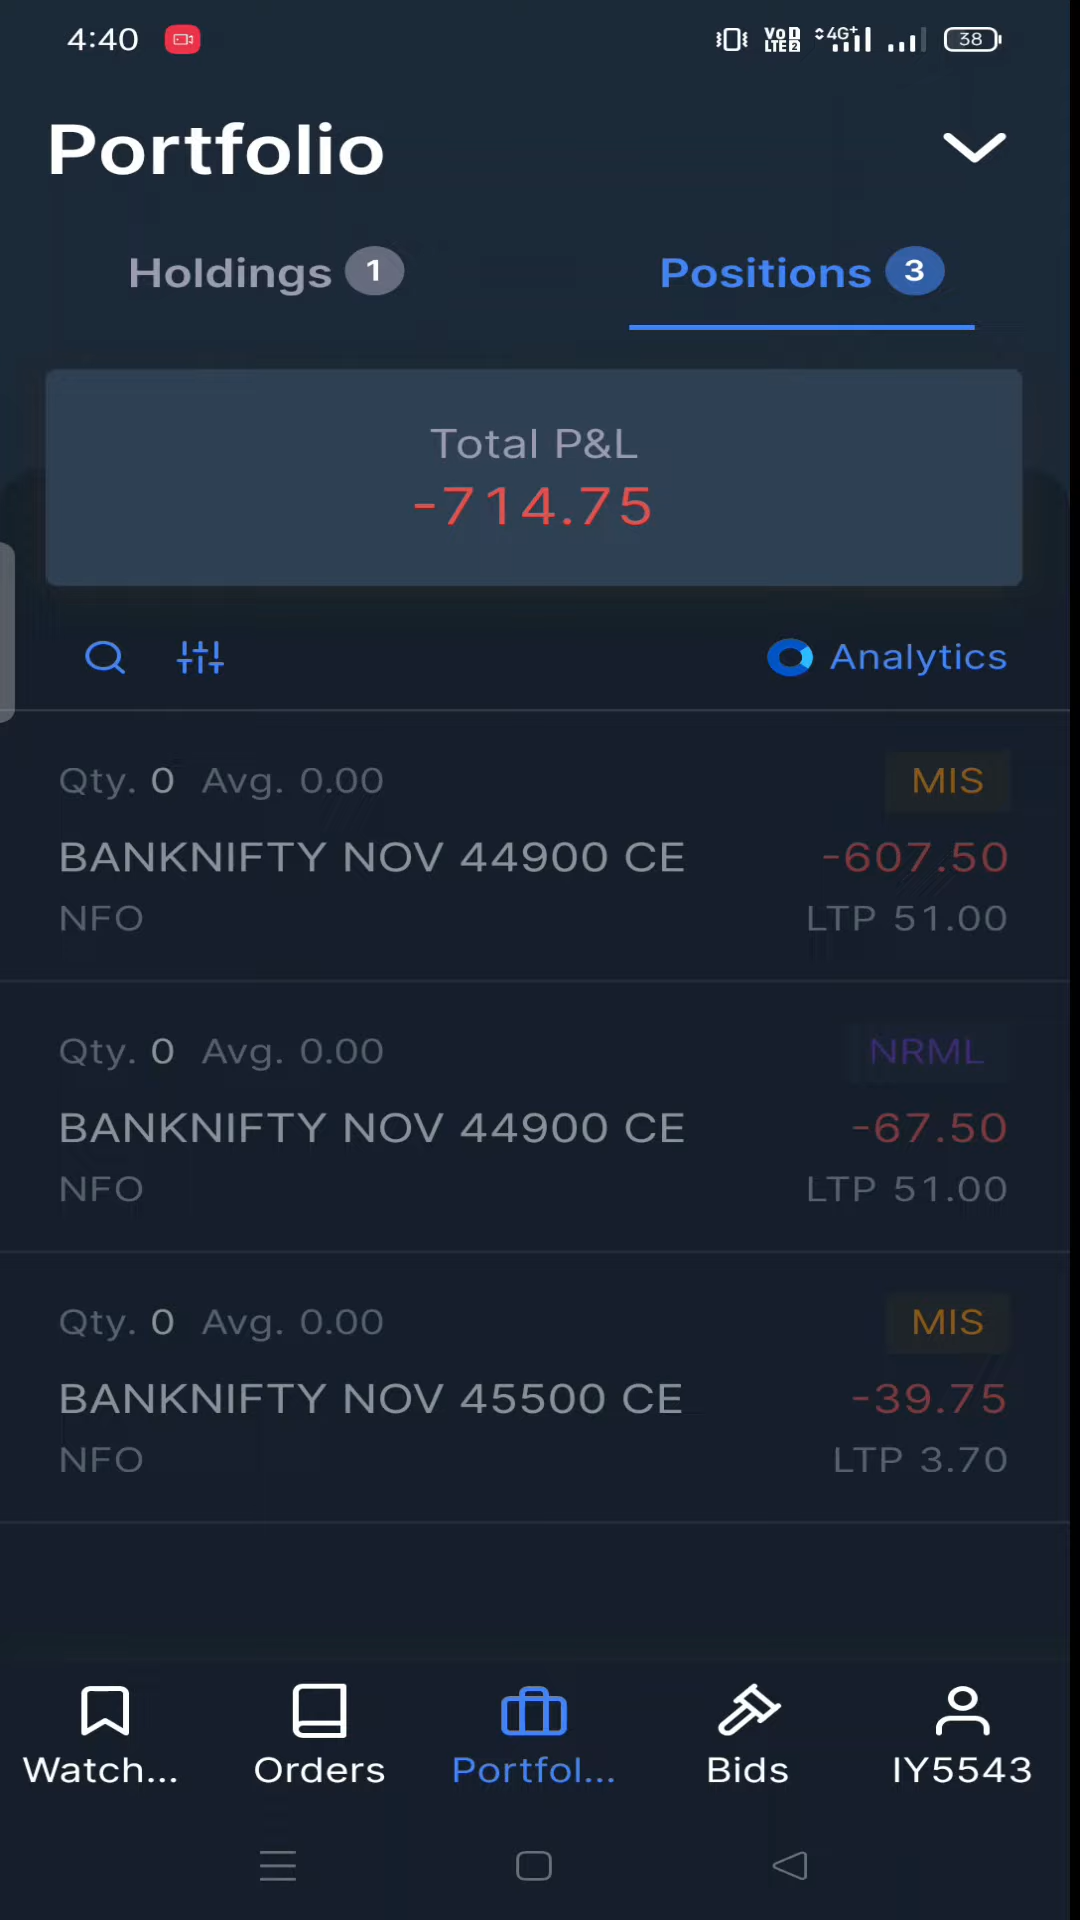 4:40 VoD LTE2 4G+ 38
Portfolio
Holdings 1 Positions 3
Total P&L
-714.75
Analytics
Qty. 0 Avg. 0.00 MIS
BANKNIFTY NOV 44900 CE -607.50
NFO LTP 51.00
Qty. 0 Avg. 0.00 NRML
BANKNIFTY NOV 44900 CE -67.50
NFO LTP 51.00
Qty. 0 Avg. 0.00 MIS
BANKNIFTY NOV 45500 CE -39.75
NFO LTP 3.70
Watch... Orders Portfol... Bids IY5543